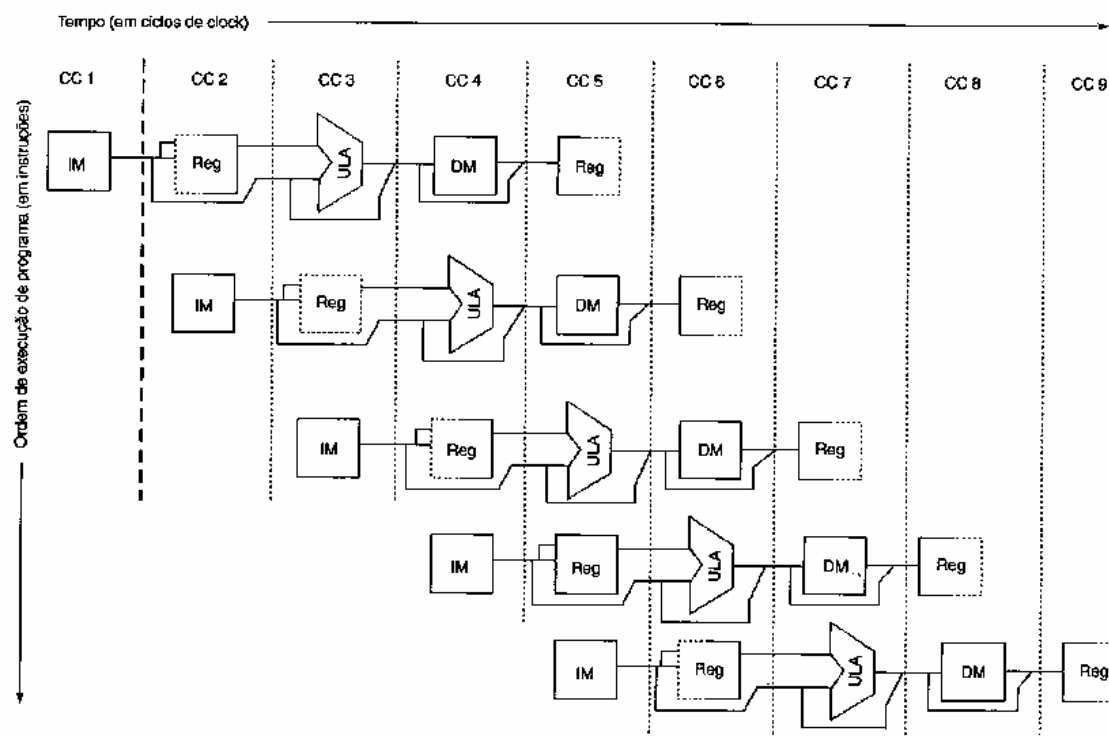 Tempo (em ciclos de clock)
CC 1 CC 2 CC 3 CC 4 CC 5 CC 6 CC 7 CC 8 CC 9
Ordem de execução de programa (em instruções)
IM Reg ULA DM Reg
IM Reg ULA DM Reg
IM Reg ULA DM Reg
IM Reg ULA DM Reg
IM Reg ULA DM Reg